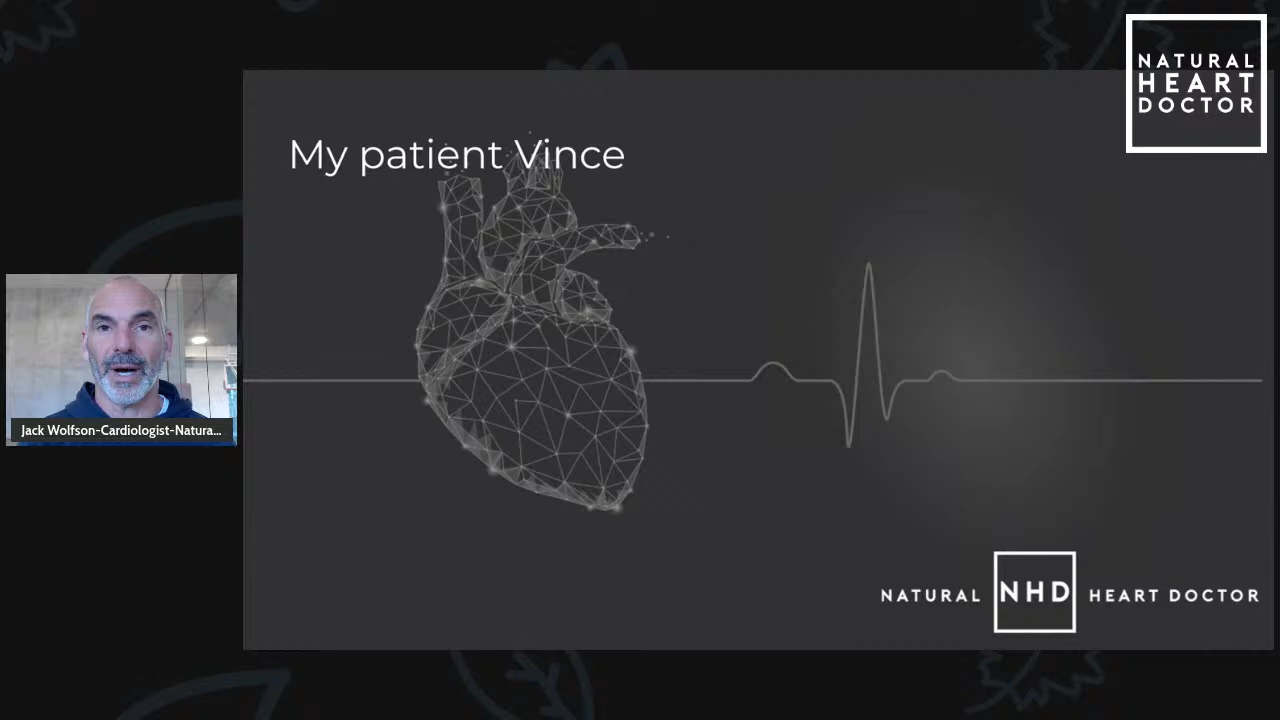 NATURAL
HEART
DOCTOR
My patient Vince
Jack Wolfson-Cardiologist-Natura...
NATURAL NHD HEART DOCTOR